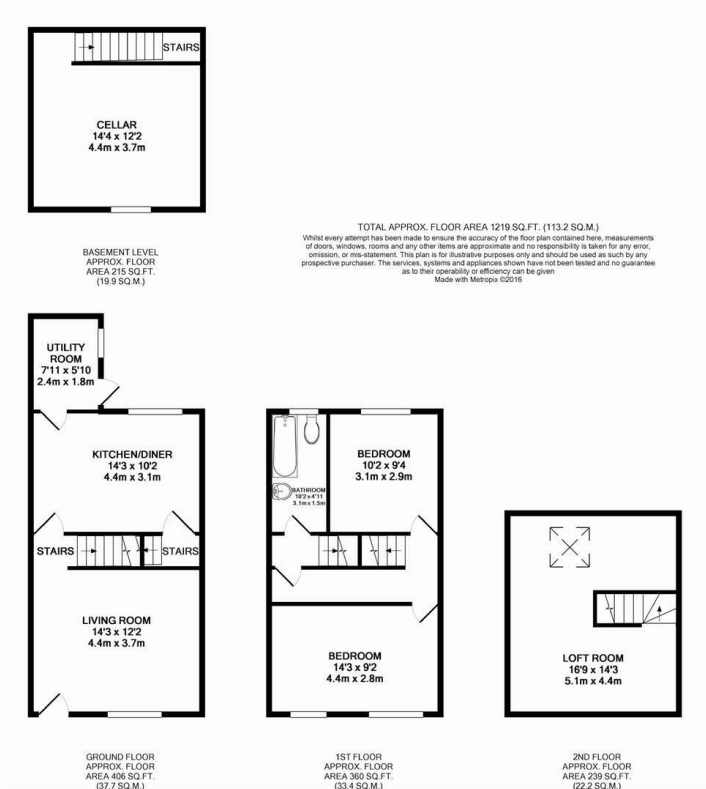 STAIRS
CELLAR
14'4 x 12'2
4.4m x 3.7m
BASEMENT LEVEL
APPROX. FLOOR
AREA 215 SQ.FT.
(19.9 SQ.M.)
TOTAL APPROX. FLOOR AREA 1219 SQ.FT. (113.2 SQ.M.)
Whilst every attempt has been made to ensure the accuracy of the floor plan contained here, measurements
of doors, windows, rooms and any other items are approximate and no responsibility is taken for any error,
omission, or mis-statement. This plan is for illustrative purposes only and should be used as such by any
prospective purchaser. The services, systems and appliances shown have not been tested and no guarantee
as to their operability or efficiency can be given
Made with Metropix ©2016
UTILITY
ROOM
7'11 x 5'10
2.4m x 1.8m
KITCHEN/DINER
14'3 x 10'2
4.4m x 3.1m
STAIRS
STAIRS
LIVING ROOM
14'3 x 12'2
4.4m x 3.7m
GROUND FLOOR
APPROX. FLOOR
AREA 406 SQ.FT.
(37.7 SQ.M.)
BEDROOM
10'2 x 9'4
3.1m x 2.9m
BATHROOM
10'2 x 4'11
3.1m x 1.5m
BEDROOM
14'3 x 9'2
4.4m x 2.8m
1ST FLOOR
APPROX. FLOOR
AREA 360 SQ.FT.
(33.4 SQ.M.)
LOFT ROOM
16'9 x 14'3
5.1m x 4.4m
2ND FLOOR
APPROX. FLOOR
AREA 239 SQ.FT.
(22.2 SQ.M.)